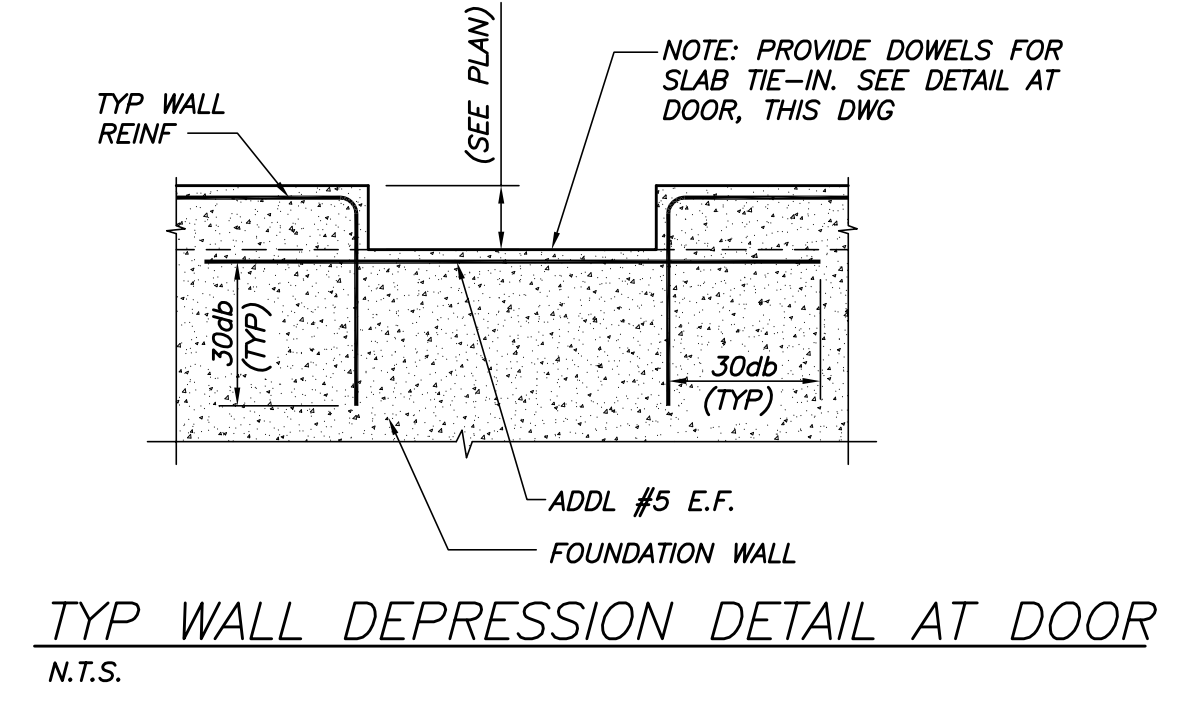 (SEE PLAN)
NOTE: PROVIDE DOWELS FOR
SLAB TIE-IN. SEE DETAIL AT
DOOR, THIS DWG
TYP WALL
REINF
30db
(TYP)
30db
(TYP)
ADDL #5 E.F.
FOUNDATION WALL
TYP WALL DEPRESSION DETAIL AT DOOR
N.T.S.